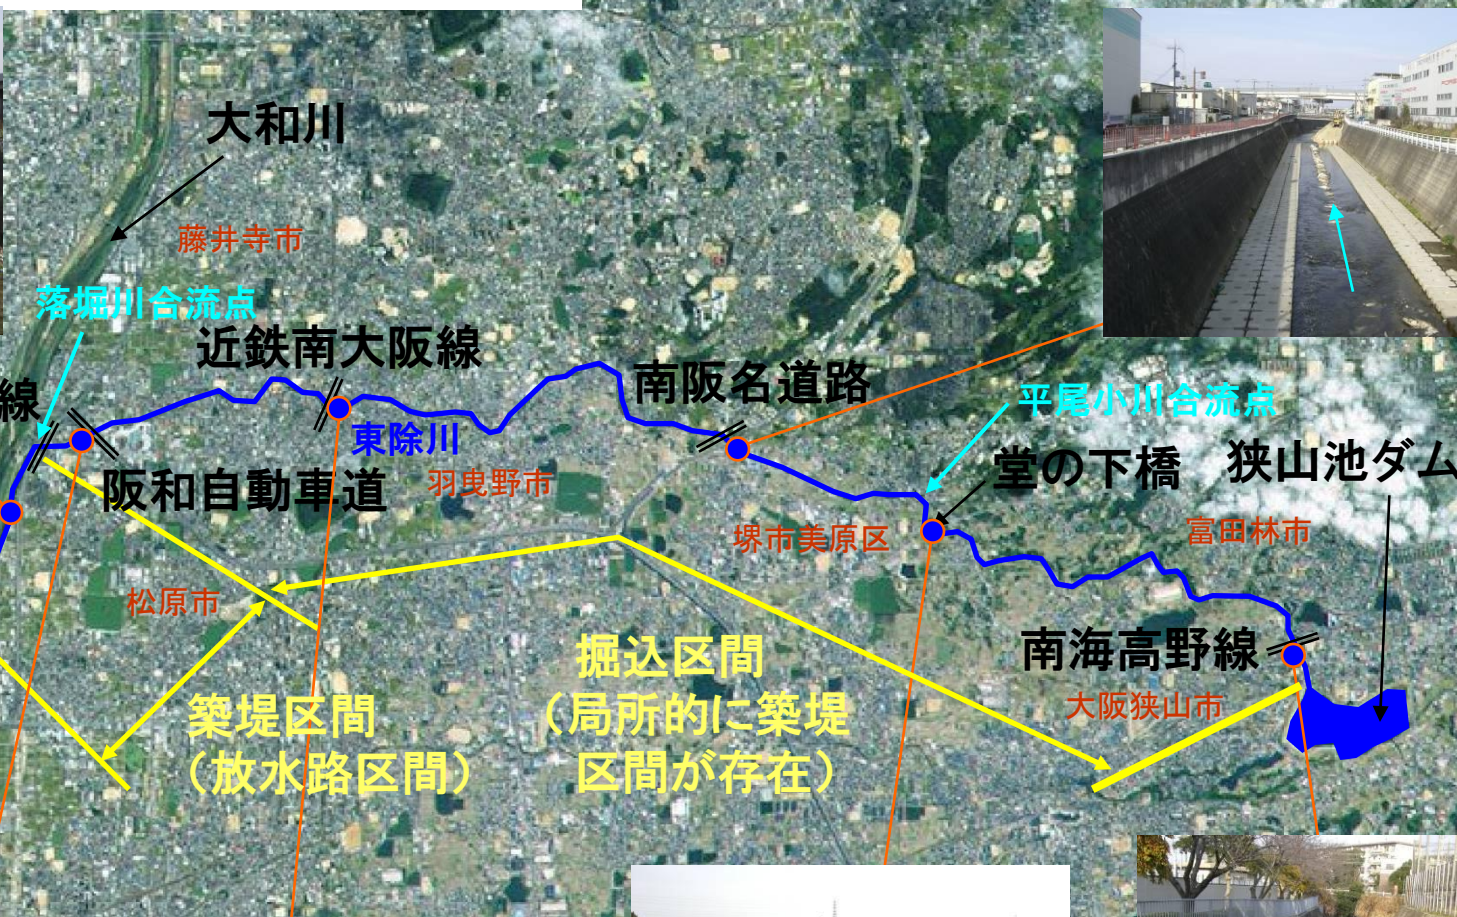 大和川
藤井寺市
落堀川合流点
近鉄南大阪線
線
南阪名道路
平尾小川合流点
東除川
堂の下橋
狭山池ダム
阪和自動車道
羽曳野市
堺市美原区
富田林市
松原市
南海高野線
大阪狭山市
掘込区間
（局所的に築堤
区間が存在）
築堤区間
（放水路区間）